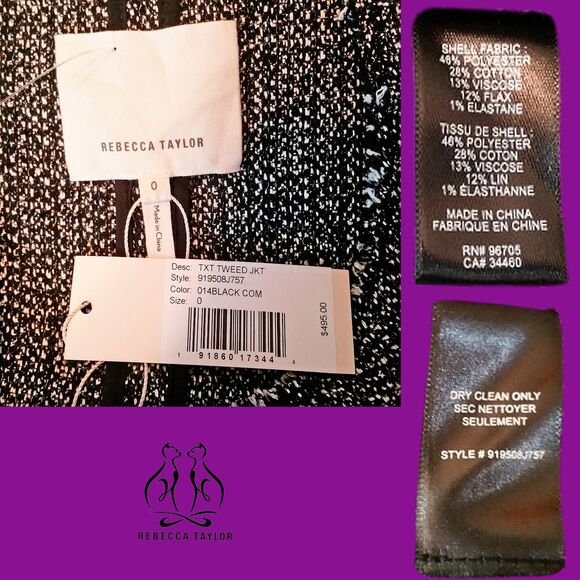 REBECCA TAYLOR
0
Made in China
Desc: TXT TWEED JKT
Style: 919508J757
Color: 014BLACK COM
Size: 0
$495.00
1 91860 17344 4
REBECCA TAYLOR
SHELL FABRIC :
46% POLYESTER
28% COTTON
13% VISCOSE
12% FLAX
1% ELASTANE
TISSU DE SHELL :
46% POLYESTER
28% COTON
13% VISCOSE
12% LIN
1% ÉLASTHANNE
MADE IN CHINA
FABRIQUE EN CHINE
RN# 96705
CA# 34460
DRY CLEAN ONLY
SEC NETTOYER
SEULEMENT
STYLE # 919508J757